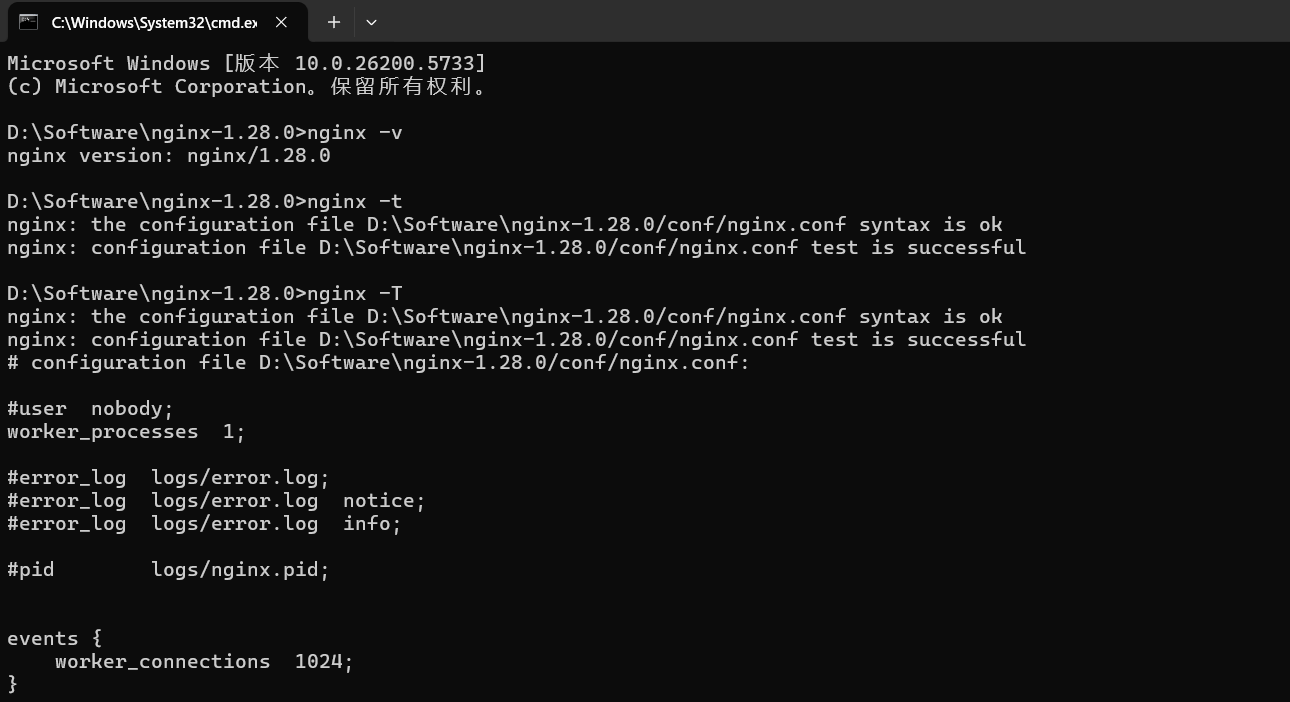 C:\Windows\System32\cmd.ex
Microsoft Windows [版本 10.0.26200.5733]
(c) Microsoft Corporation。保留所有权利。
D:\Software\nginx-1.28.0>nginx -v
nginx version: nginx/1.28.0
D:\Software\nginx-1.28.0>nginx -t
nginx: the configuration file D:\Software\nginx-1.28.0/conf/nginx.conf syntax is ok
nginx: configuration file D:\Software\nginx-1.28.0/conf/nginx.conf test is successful
D:\Software\nginx-1.28.0>nginx -T
nginx: the configuration file D:\Software\nginx-1.28.0/conf/nginx.conf syntax is ok
nginx: configuration file D:\Software\nginx-1.28.0/conf/nginx.conf test is successful
# configuration file D:\Software\nginx-1.28.0/conf/nginx.conf:
#user  nobody;
worker_processes  1;
#error_log  logs/error.log;
#error_log  logs/error.log  notice;
#error_log  logs/error.log  info;
#pid        logs/nginx.pid;
events {
    worker_connections  1024;
}